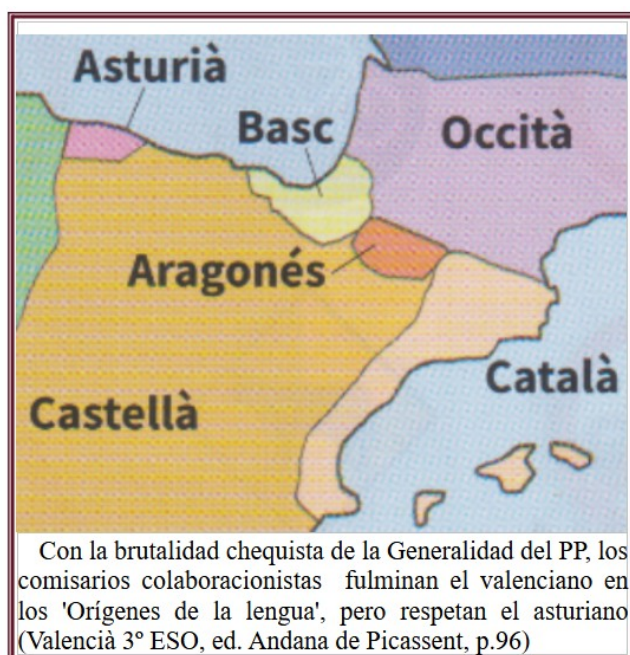 Asturià
Basc
Occità
Aragonés
Català
Castellà
Con la brutalidad chequista de la Generalidad del PP, los
comisarios colaboracionistas fulminan el valenciano en
los 'Orígenes de la lengua', pero respetan el asturiano
(Valencià 3º ESO, ed. Andana de Picassent, p.96)